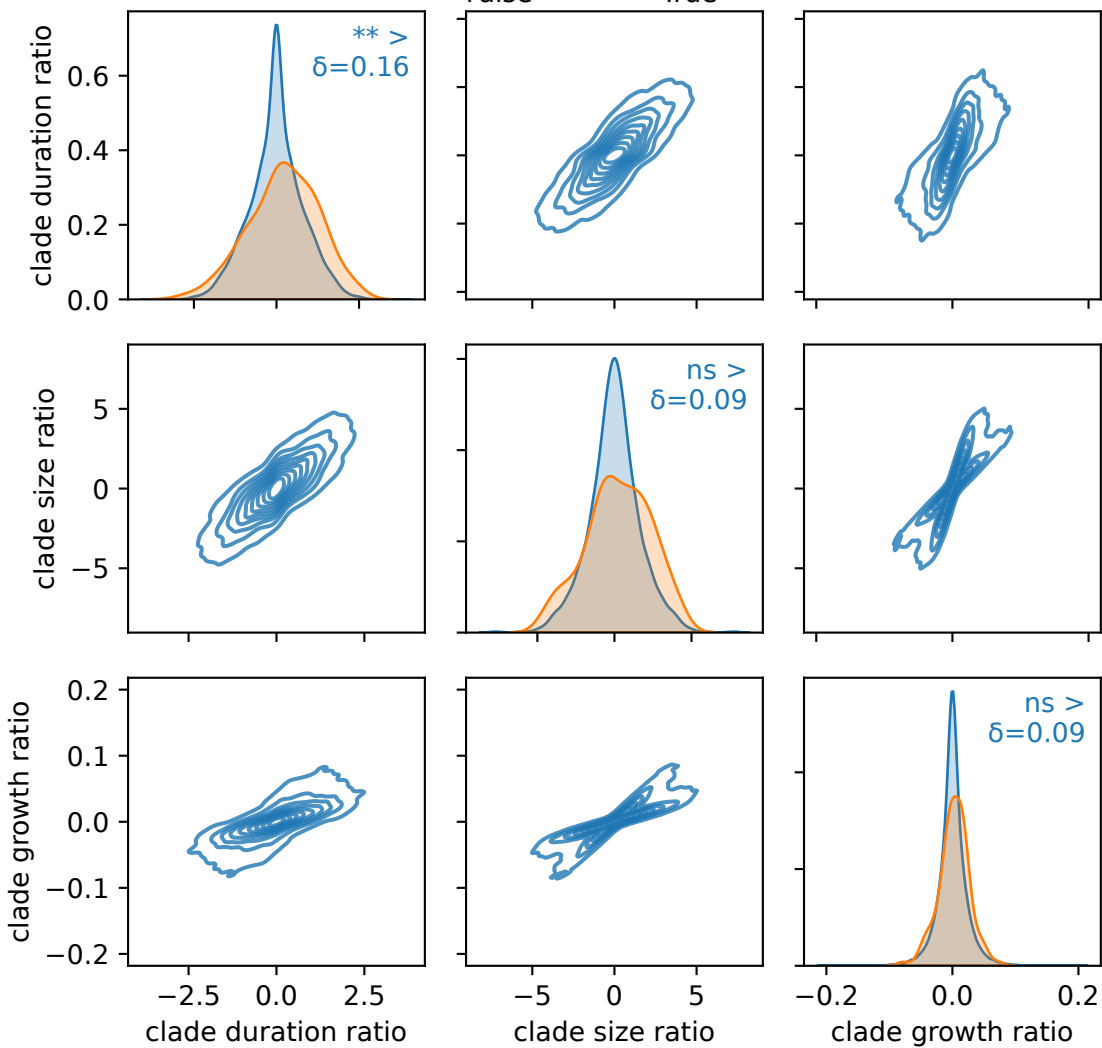 False True
clade duration ratio
0.6
0.4
0.2
0.0
** >
δ=0.16
clade size ratio
5
0
−5
ns >
δ=0.09
clade growth ratio
0.2
0.1
0.0
−0.1
−0.2
ns >
δ=0.09
−2.5 0.0 2.5
−5 0 5
−0.2 0.0 0.2
clade duration ratio
clade size ratio
clade growth ratio